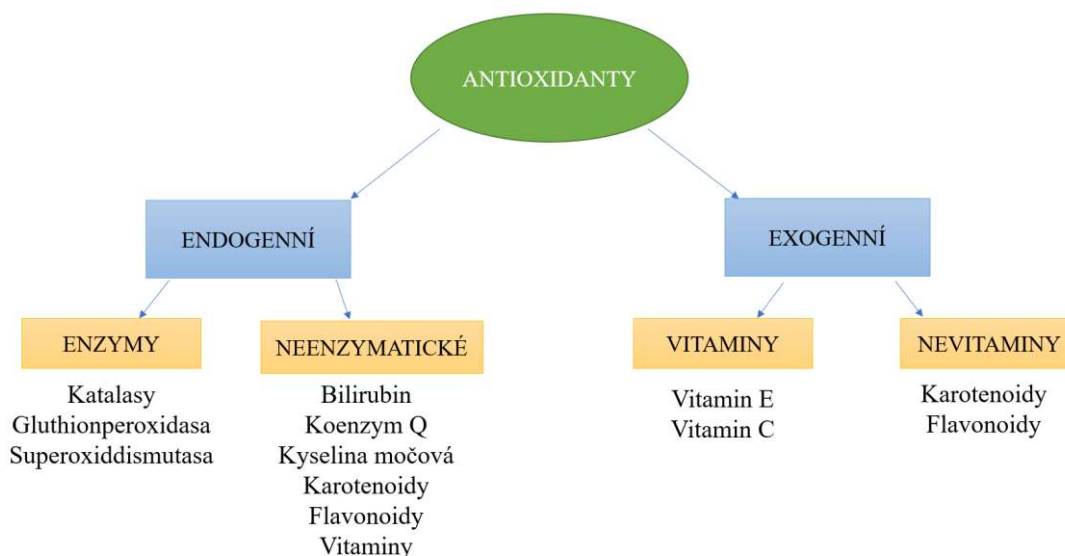 ANTIOXIDANTY
ENDOGENNÍ
EXOGENNÍ
ENZYMY
Katalasy
Gluthionperoxidasa
Superoxiddismutasa
NEENZYMATICKÉ
Bilirubin
Koenzym Q
Kyselina močová
Karotenoidy
Flavonoidy
Vitaminy
VITAMINY
Vitamin E
Vitamin C
NEVITAMINY
Karotenoidy
Flavonoidy